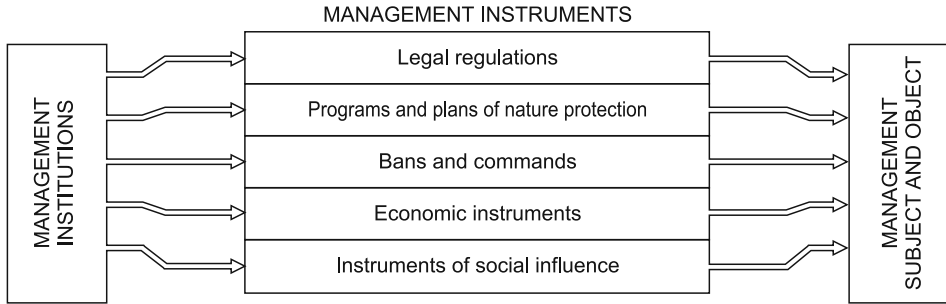 MANAGEMENT INSTRUMENTS
MANAGEMENT
INSTITUTIONS
Legal regulations
Programs and plans of nature protection
Bans and commands
Economic instruments
Instruments of social influence
MANAGEMENT
SUBJECT AND OBJECT